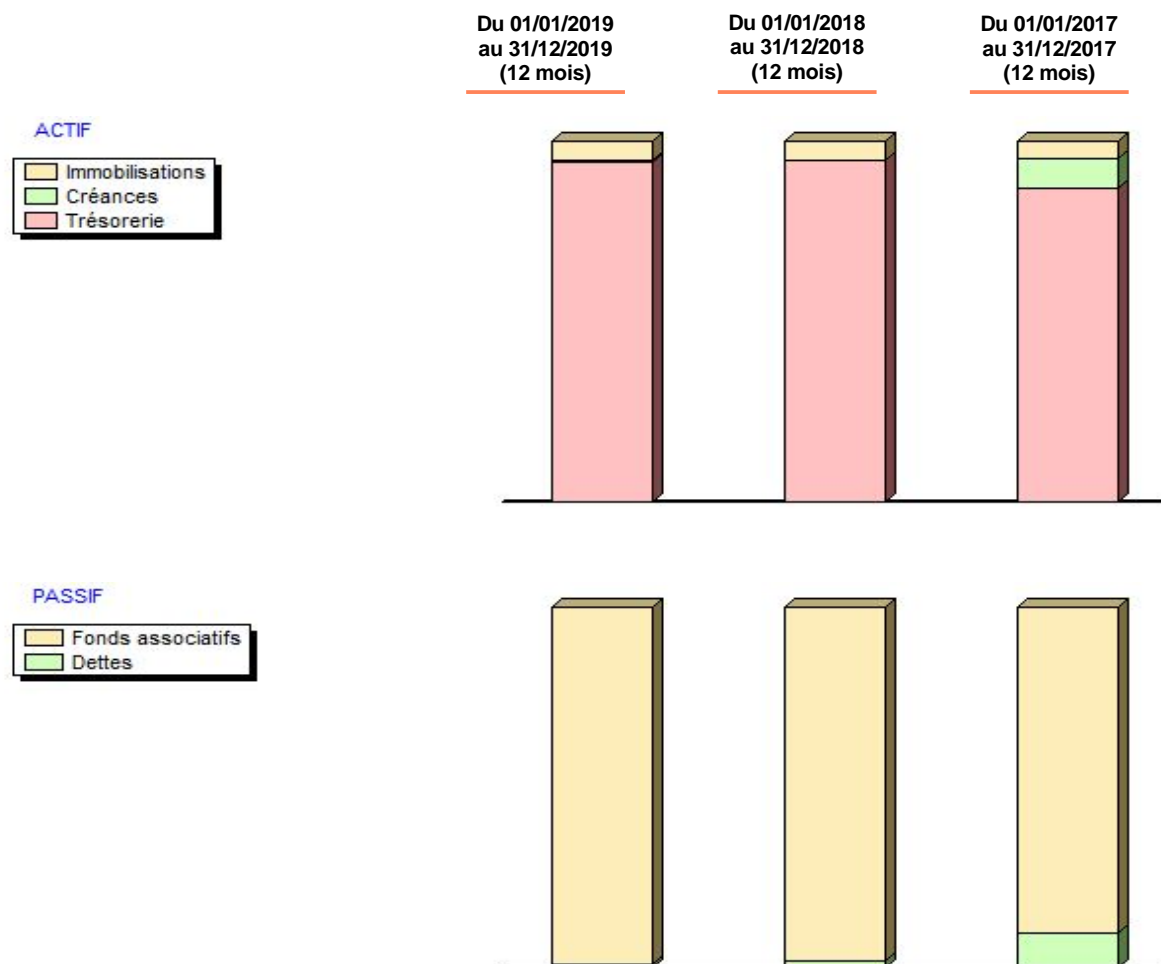 Du 01/01/2019
au 31/12/2019
(12 mois)
Du 01/01/2018
au 31/12/2018
(12 mois)
Du 01/01/2017
au 31/12/2017
(12 mois)
ACTIF
Immobilisations
Créances
Trésorerie
PASSIF
Fonds associatifs
Dettes